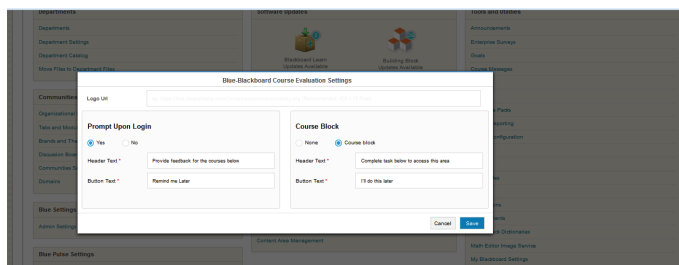 Departments
Software Updates
Tools and Utilities
Departments
Department Settings
Department Catalog
Move Files to Department Files
Blackboard Learn
Updates Available
Building Block
Updates Available
Announcements
Enterprise Surveys
Goals
Course Messages
Blue-Blackboard Course Evaluation Settings
Logo Url
Prompt Upon Login
Yes
No
Header Text *
Provide feedback for the courses below
Button Text *
Remind me Later
Course Block
None
Course block
Header Text *
Complete task below to access this area
Button Text *
I'll do this later
Cancel
Save
Communities
Organizational
Tabs and Modu
Brands and The
Discussion Boar
Communities S
Domains
Blue Settings
Admin Settings
Blue Pulse Settings
Content Area Management
Dictionaries
Math Editor Image Service
My Blackboard Settings